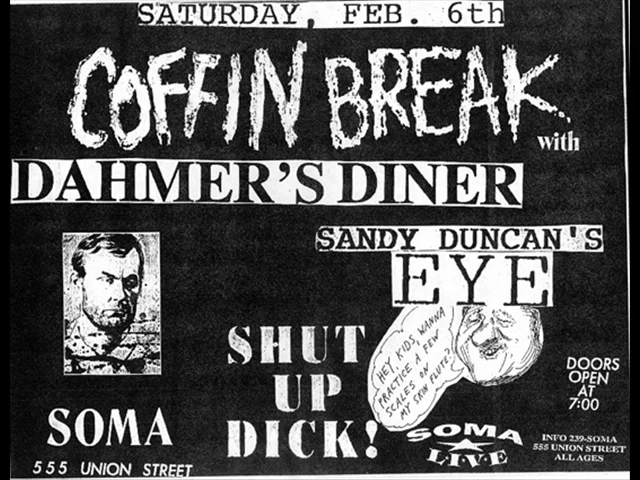 SATURDAY, FEB. 6th
COFFIN BREAK
with
DAHMER'S DINER
SANDY DUNCAN'S
EYE
HEY, KIDS, WANNA
PRACTICE A FEW
SCALES ON
MY SKIN FLUTE?
SHUT
UP
DICK!
DOORS
OPEN
AT
7:00
SOMA
555 UNION STREET
SOMA
LIVE
INFO 239-SOMA
555 UNION STREET
ALL AGES